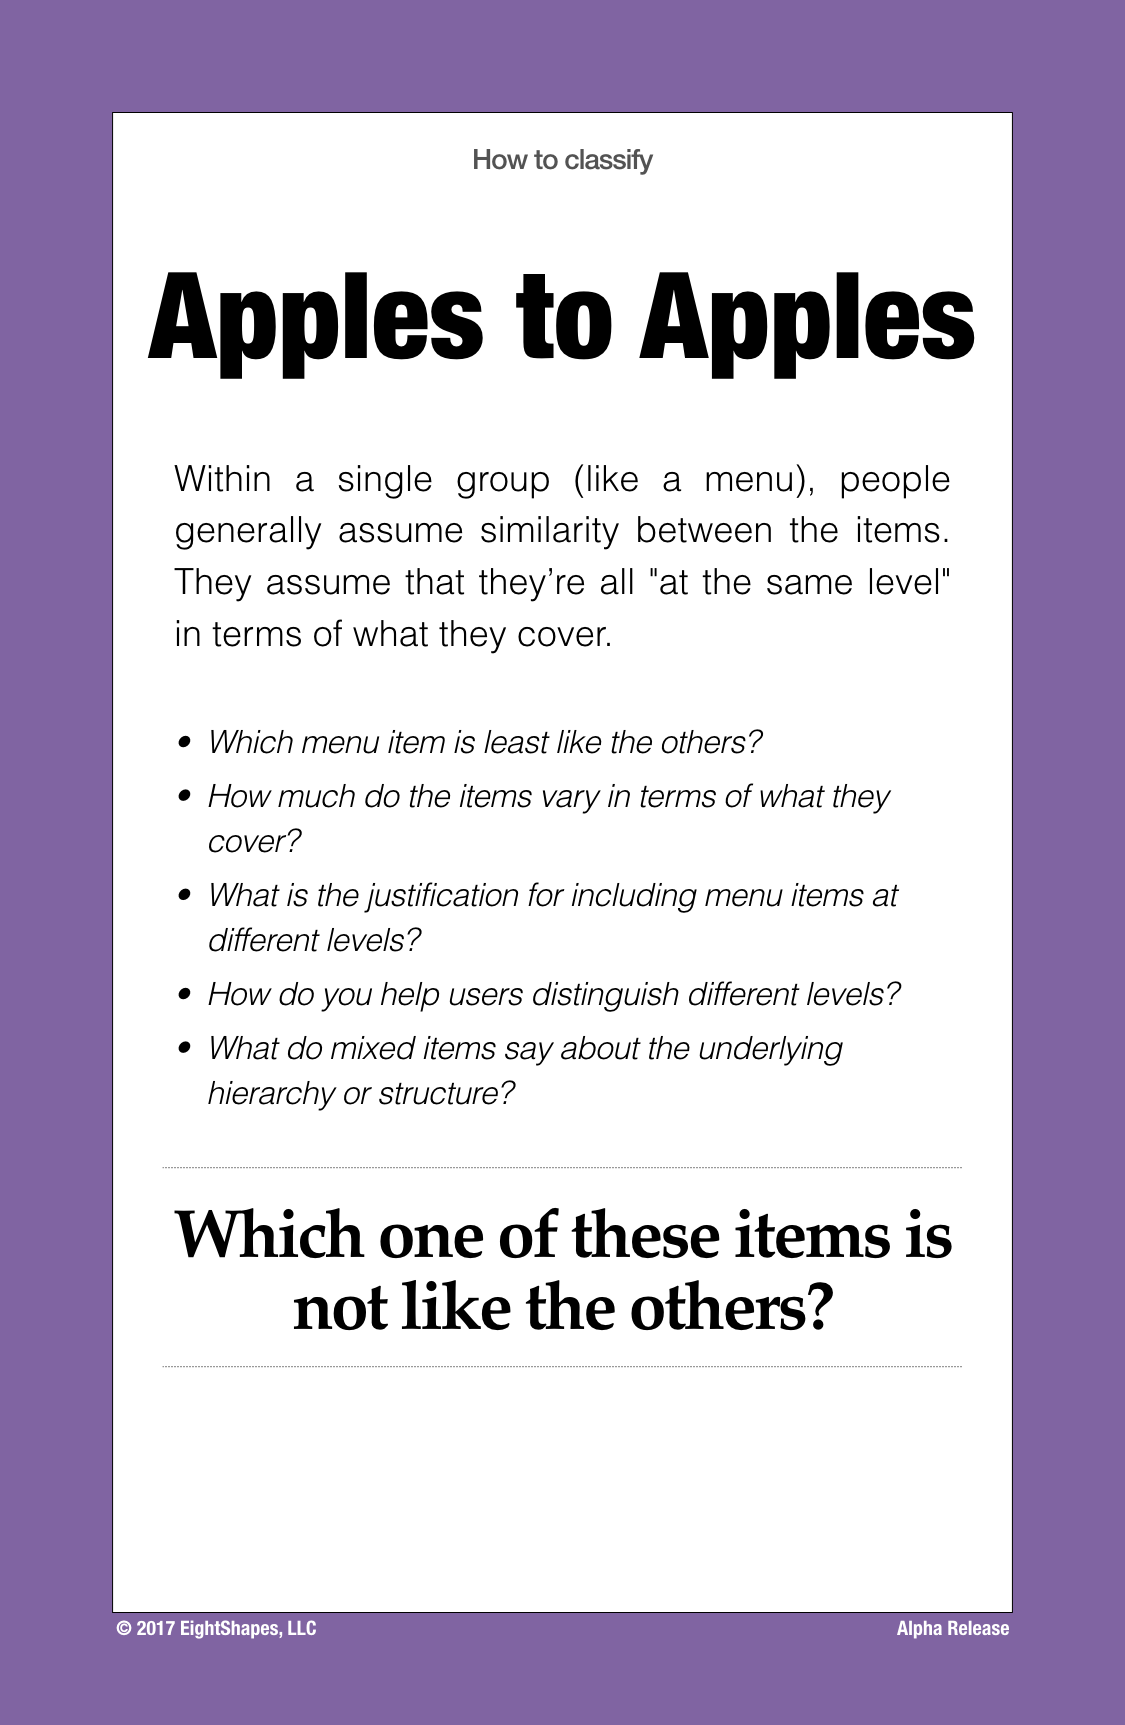 How to classify
Apples to Apples
Within a single group (like a menu), people
generally assume similarity between the items.
They assume that they’re all "at the same level"
in terms of what they cover.
• Which menu item is least like the others?
• How much do the items vary in terms of what they
cover?
• What is the justification for including menu items at
different levels?
• How do you help users distinguish different levels?
• What do mixed items say about the underlying
hierarchy or structure?
Which one of these items is
not like the others?
© 2017 EightShapes, LLC
Alpha Release